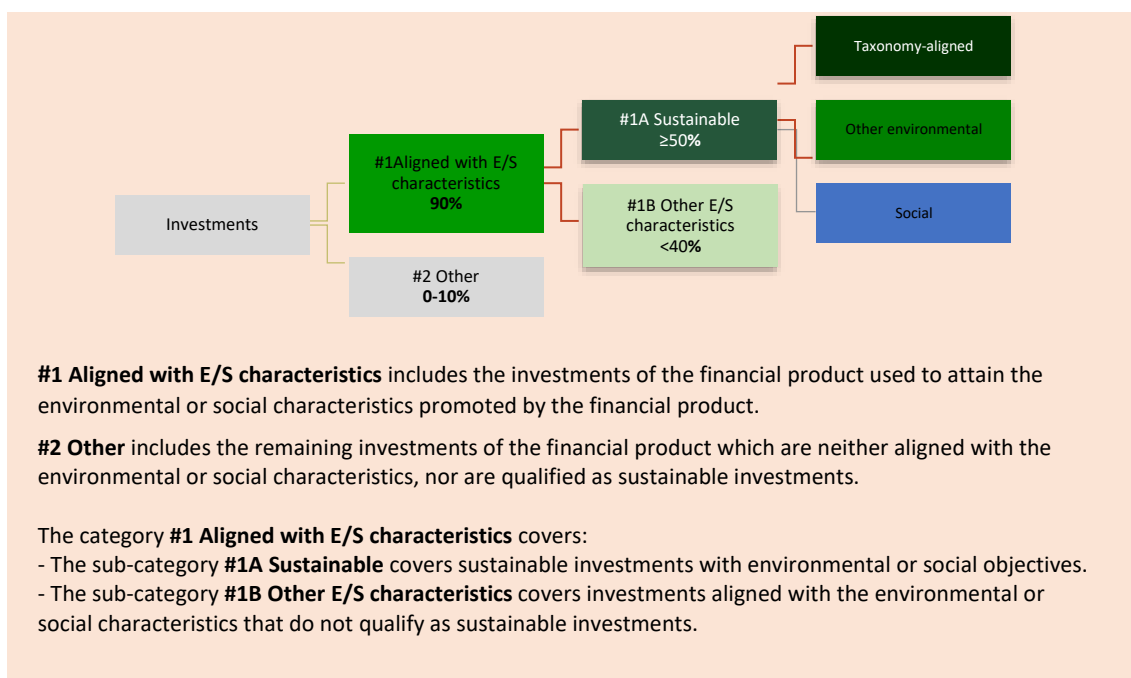 Taxonomy-aligned
#1A Sustainable
≥50%
Other environmental
#1Aligned with E/S
characteristics
90%
#1B Other E/S
characteristics
<40%
Social
Investments
#2 Other
0-10%
#1 Aligned with E/S characteristics includes the investments of the financial product used to attain the
environmental or social characteristics promoted by the financial product.
#2 Other includes the remaining investments of the financial product which are neither aligned with the
environmental or social characteristics, nor are qualified as sustainable investments.
The category #1 Aligned with E/S characteristics covers:
- The sub-category #1A Sustainable covers sustainable investments with environmental or social objectives.
- The sub-category #1B Other E/S characteristics covers investments aligned with the environmental or
social characteristics that do not qualify as sustainable investments.